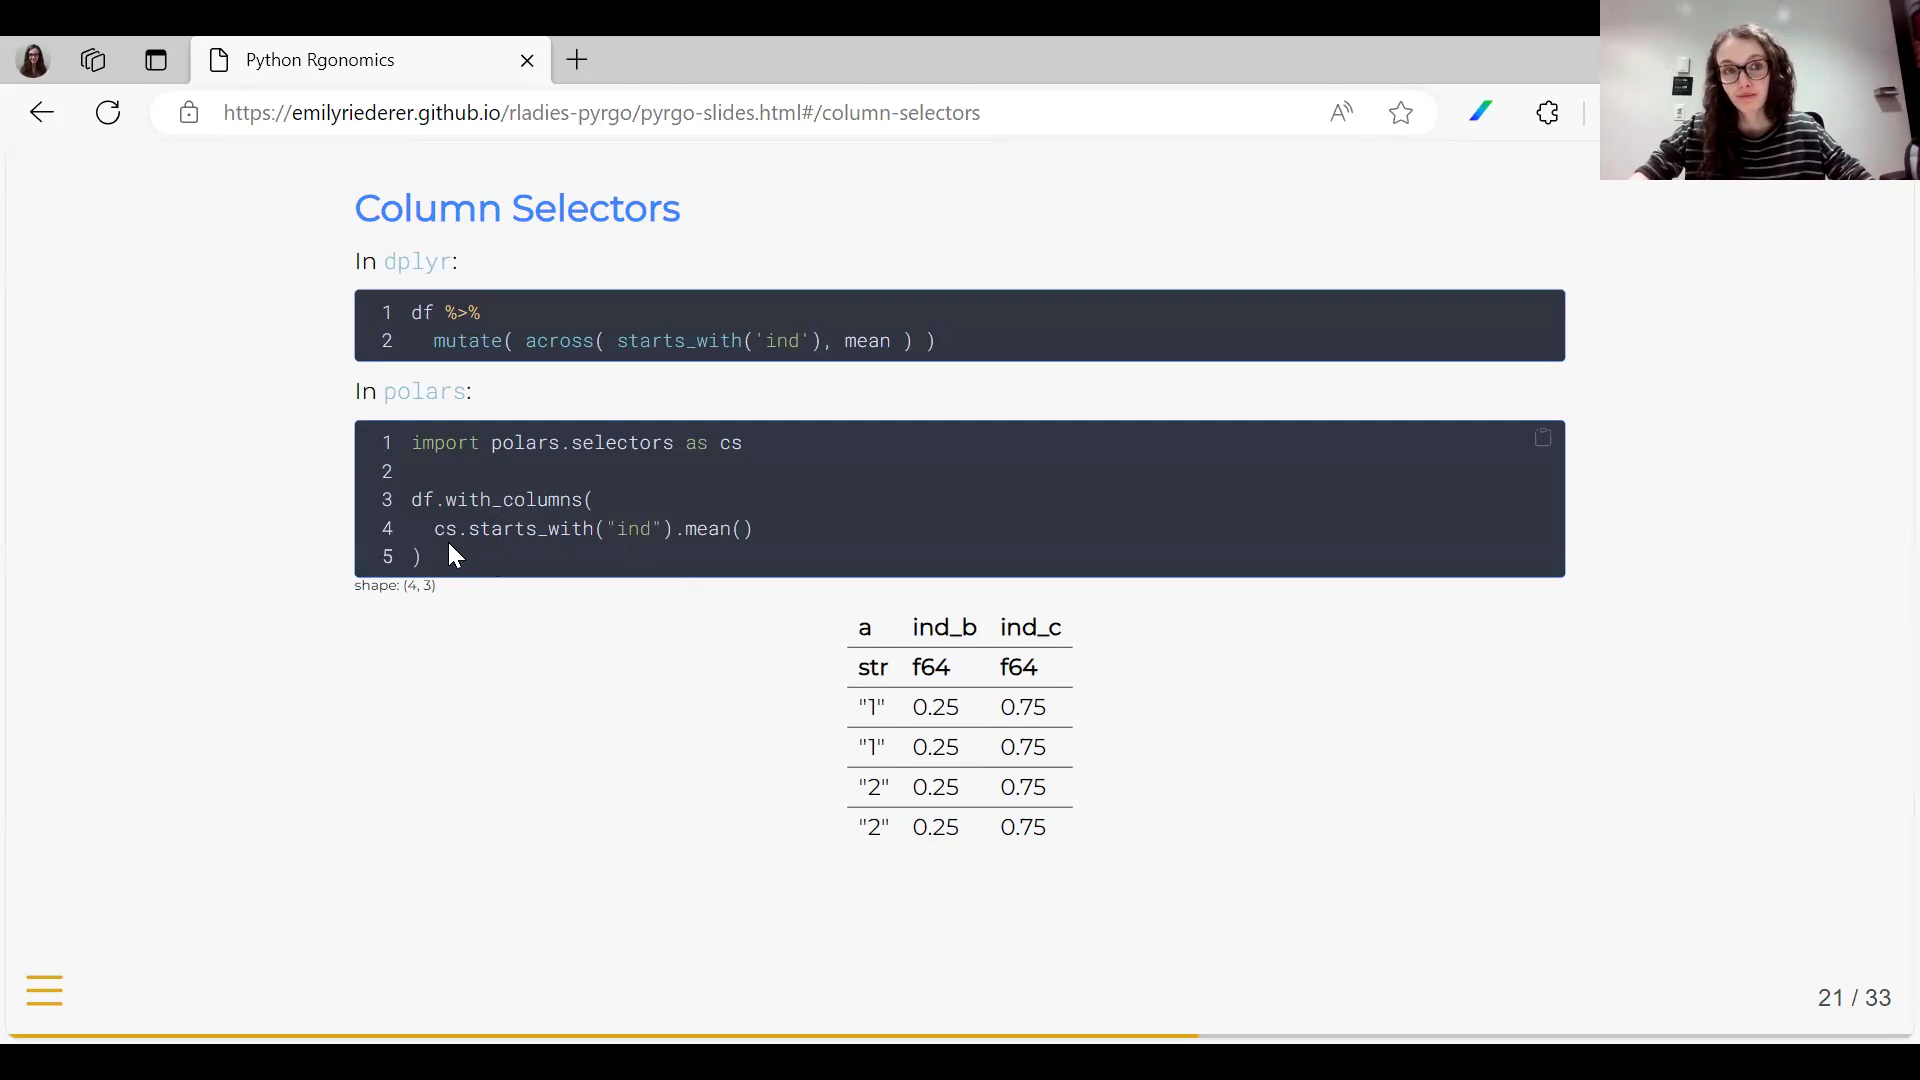 Python Rgonomics
https://emilyriederer.github.io/rladies-pyrgo/pyrgo-slides.html#/column-selectors
Column Selectors
In dplyr:
1 df %>%
2   mutate( across( starts_with('ind'), mean ) )
In polars:
1 import polars.selectors as cs
2
3 df.with_columns(
4   cs.starts_with("ind").mean()
5 )
shape: (4, 3)
a ind_b ind_c
str f64 f64
"1" 0.25 0.75
"1" 0.25 0.75
"2" 0.25 0.75
"2" 0.25 0.75
21 / 33